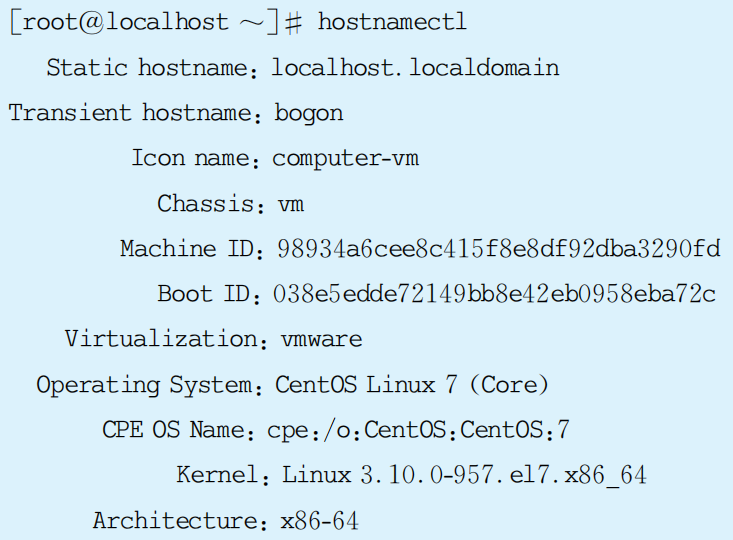 [root@localhost ~]# hostnamectl
Static hostname: localhost.localdomain
Transient hostname: bogon
Icon name: computer-vm
Chassis: vm
Machine ID: 98934a6cee8c415f8e8df92dba3290fd
Boot ID: 038e5edde72149bb8e42eb0958eba72c
Virtualization: vmware
Operating System: CentOS Linux 7 (Core)
CPE OS Name: cpe:/o:CentOS:CentOS:7
Kernel: Linux 3.10.0-957.el7.x86_64
Architecture: x86-64